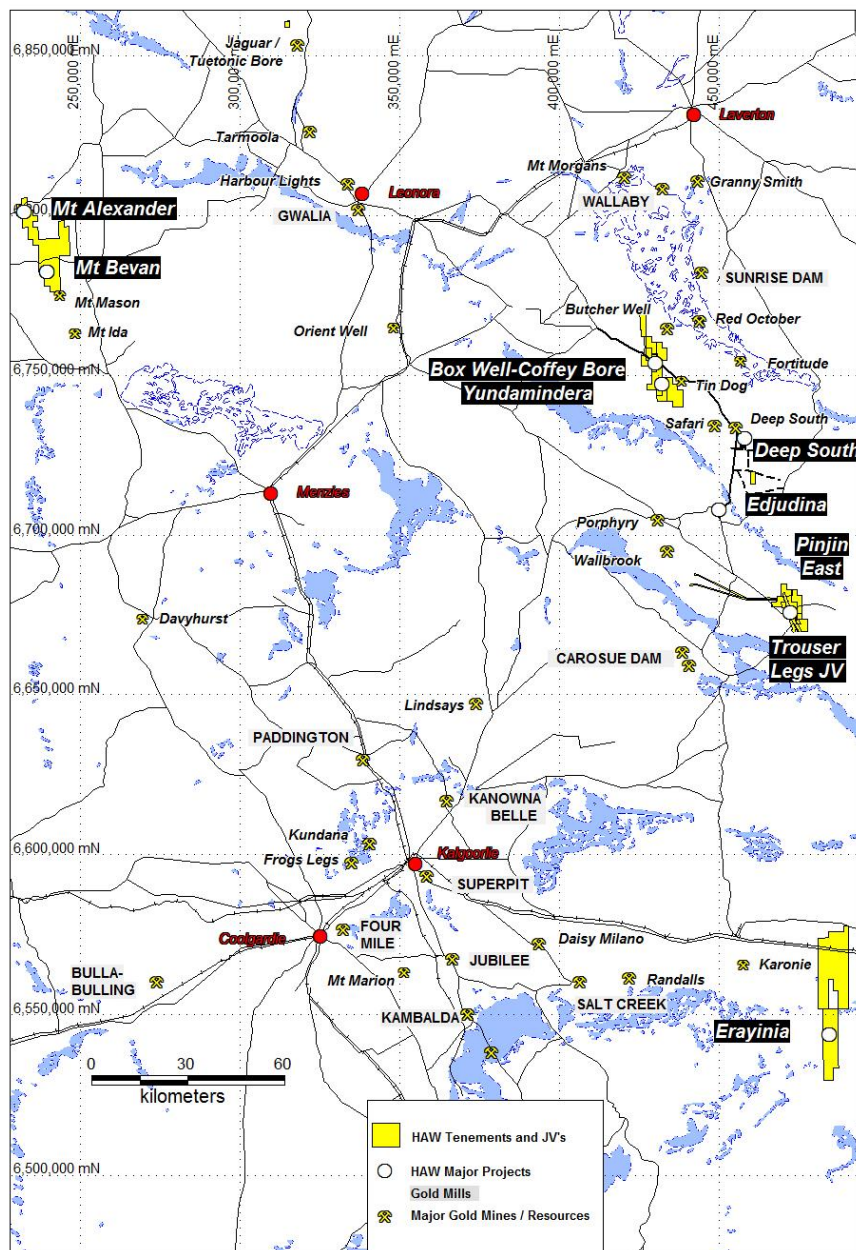 6,850,000 mN
250,000 mE
300,000 mE
350,000 mE
400,000 mE
450,000 mE
Jaguar /
Tuetonic Bore
Tarmoola
Laverton
Mt Morgans
Harbour Lights
Leonora
Granny Smith
WALLABY
GWALIA
Mt Alexander
Mt Bevan
SUNRISE DAM
Mt Mason
Mt Ida
Orient Well
Butcher Well
Red October
6,750,000 mN
Box Well-Coffey Bore
Yundamindera
Fortitude
Tin Dog
Safari
Deep South
Deep South
Menzies
Edjudina
6,700,000 mN
Porphyry
Wallbrook
Pinjin
East
Davyhurst
CAROSUE DAM
Trouser
Legs JV
6,650,000 mN
Lindsays
PADDINGTON
KANOWNA
BELLE
Kundana
Frogs Legs
6,600,000 mN
Kalgoorlie
SUPERPIT
Coolgardie
FOUR
MILE
Daisy Milano
JUBILEE
Karonie
BULLA-
BULLING
Mt Marion
Randalls
SALT CREEK
6,550,000 mN
KAMBALDA
Erayinia
0 30 60
kilometers
HAW Tenements and JV's
HAW Major Projects
Gold Mills
Major Gold Mines / Resources
6,500,000 mN